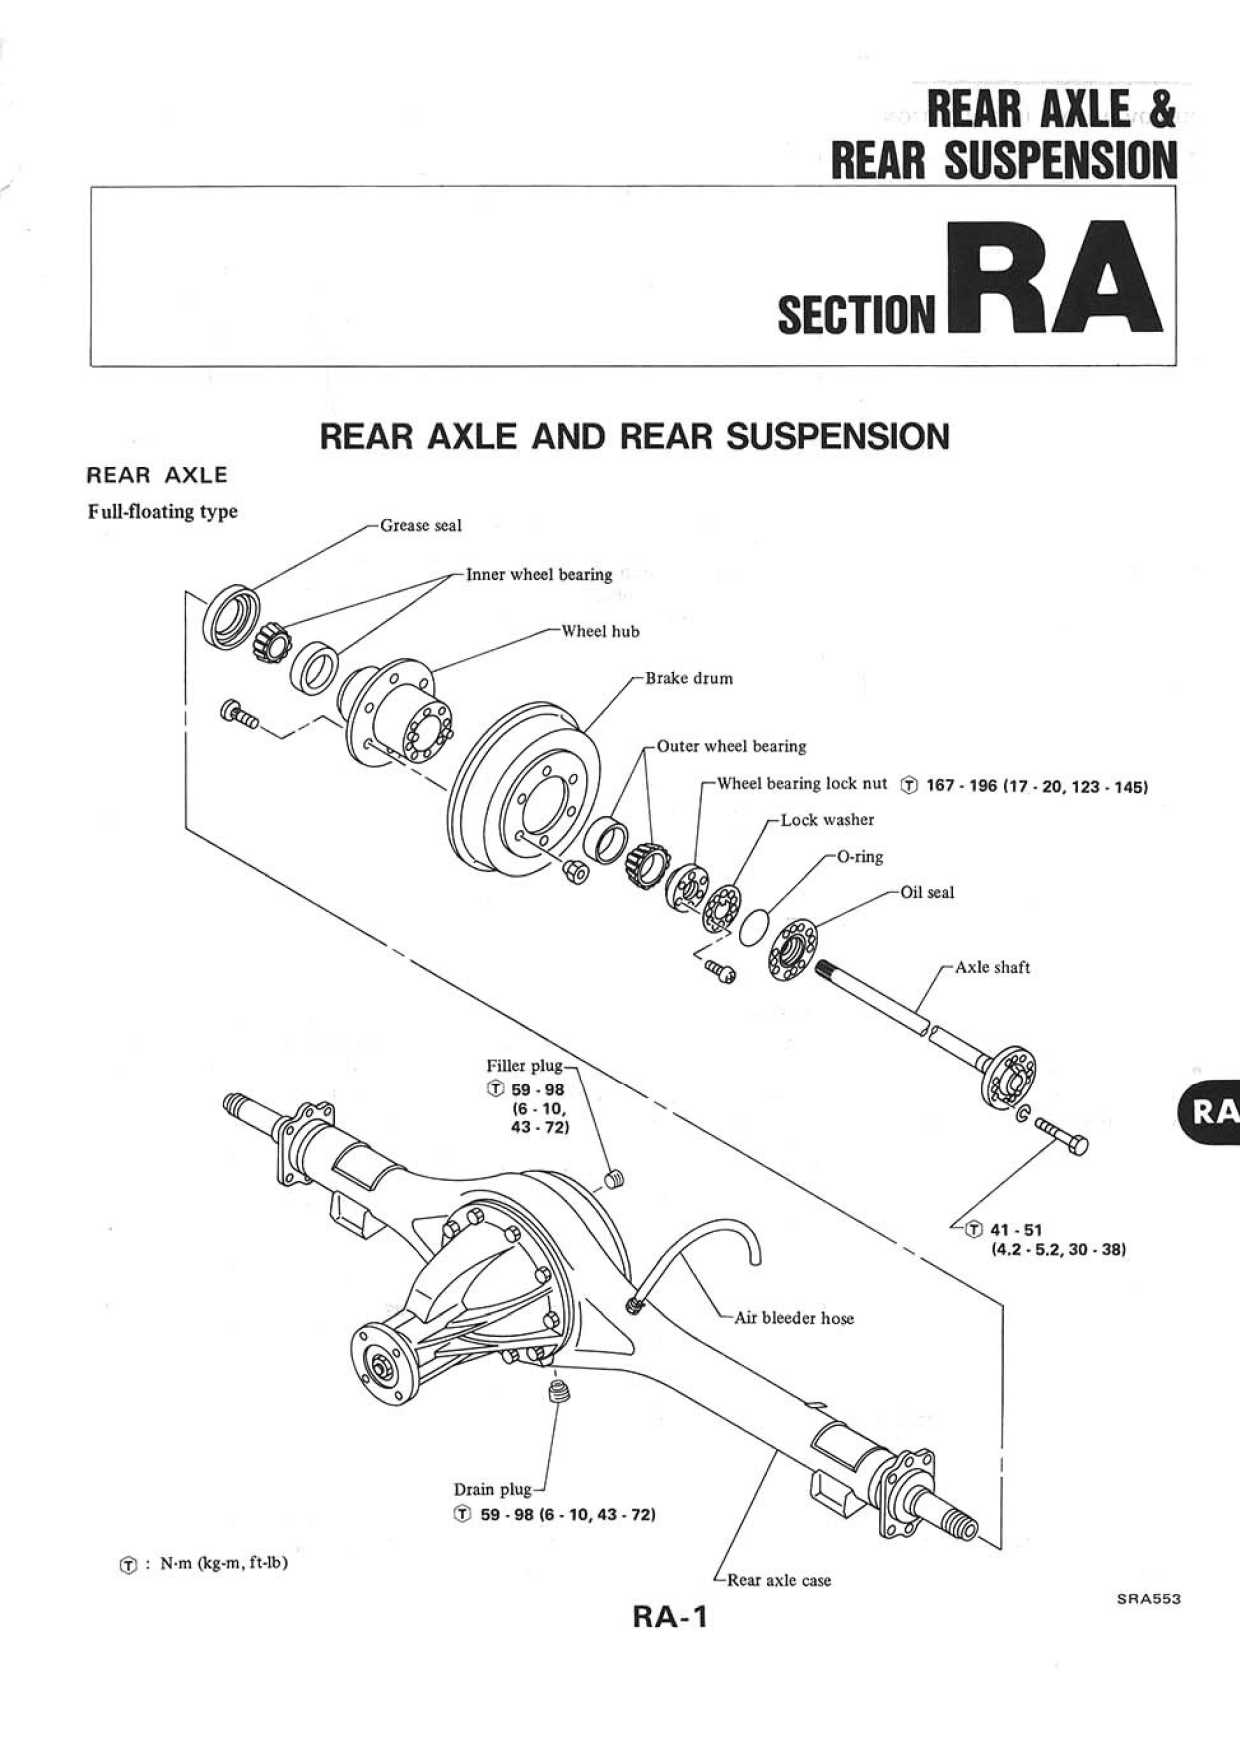 REAR AXLE &
REAR SUSPENSION
SECTION RA
REAR AXLE AND REAR SUSPENSION
REAR AXLE
Full-floating type
Grease seal
Inner wheel bearing
Wheel hub
Brake drum
Outer wheel bearing
Wheel bearing lock nut Ⓣ 167 - 196 (17 - 20, 123 - 145)
Lock washer
O-ring
Oil seal
Axle shaft
Filler plug
Ⓣ 59 - 98
(6 - 10,
43 - 72)
RA
Ⓣ 41 - 51
(4.2 - 5.2, 30 - 38)
Air bleeder hose
Drain plug
Ⓣ 59 - 98 (6 - 10, 43 - 72)
Ⓣ : N·m (kg-m, ft-lb)
Rear axle case
SRA553
RA-1